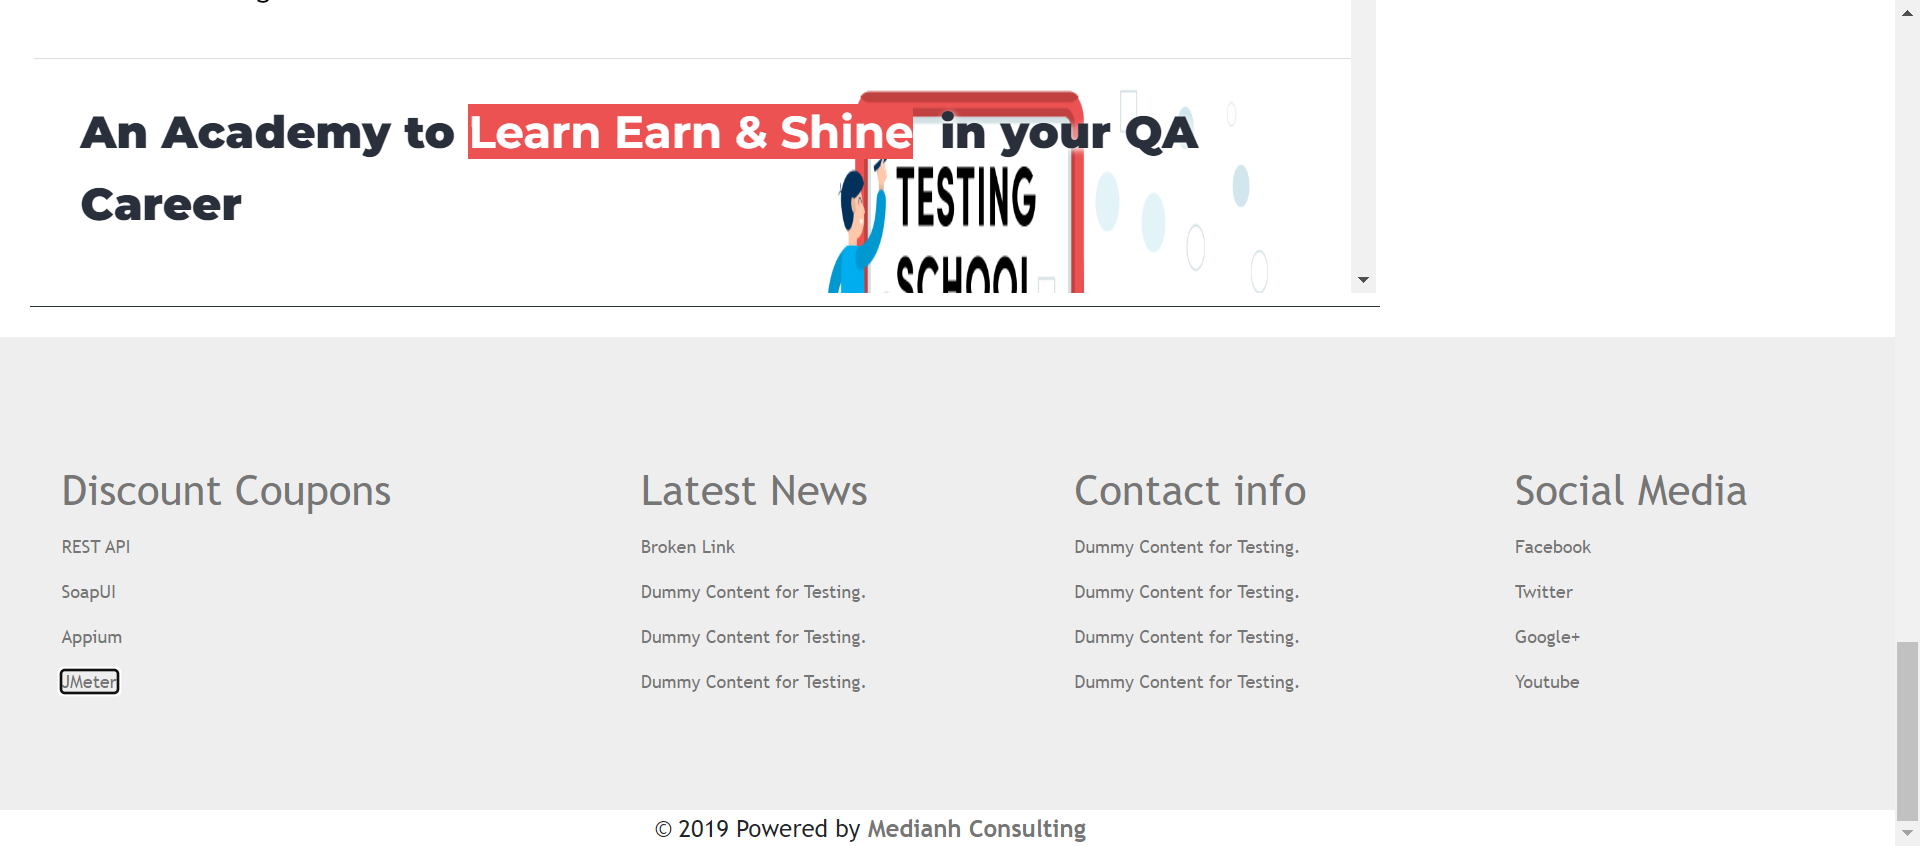 An Academy to Learn Earn & Shine in your QA
Career
TESTING
SCHOOL
Discount Coupons
REST API
SoapUI
Appium
JMeter
Latest News
Broken Link
Dummy Content for Testing.
Dummy Content for Testing.
Dummy Content for Testing.
Contact info
Dummy Content for Testing.
Dummy Content for Testing.
Dummy Content for Testing.
Dummy Content for Testing.
Social Media
Facebook
Twitter
Google+
Youtube
© 2019 Powered by Medianh Consulting